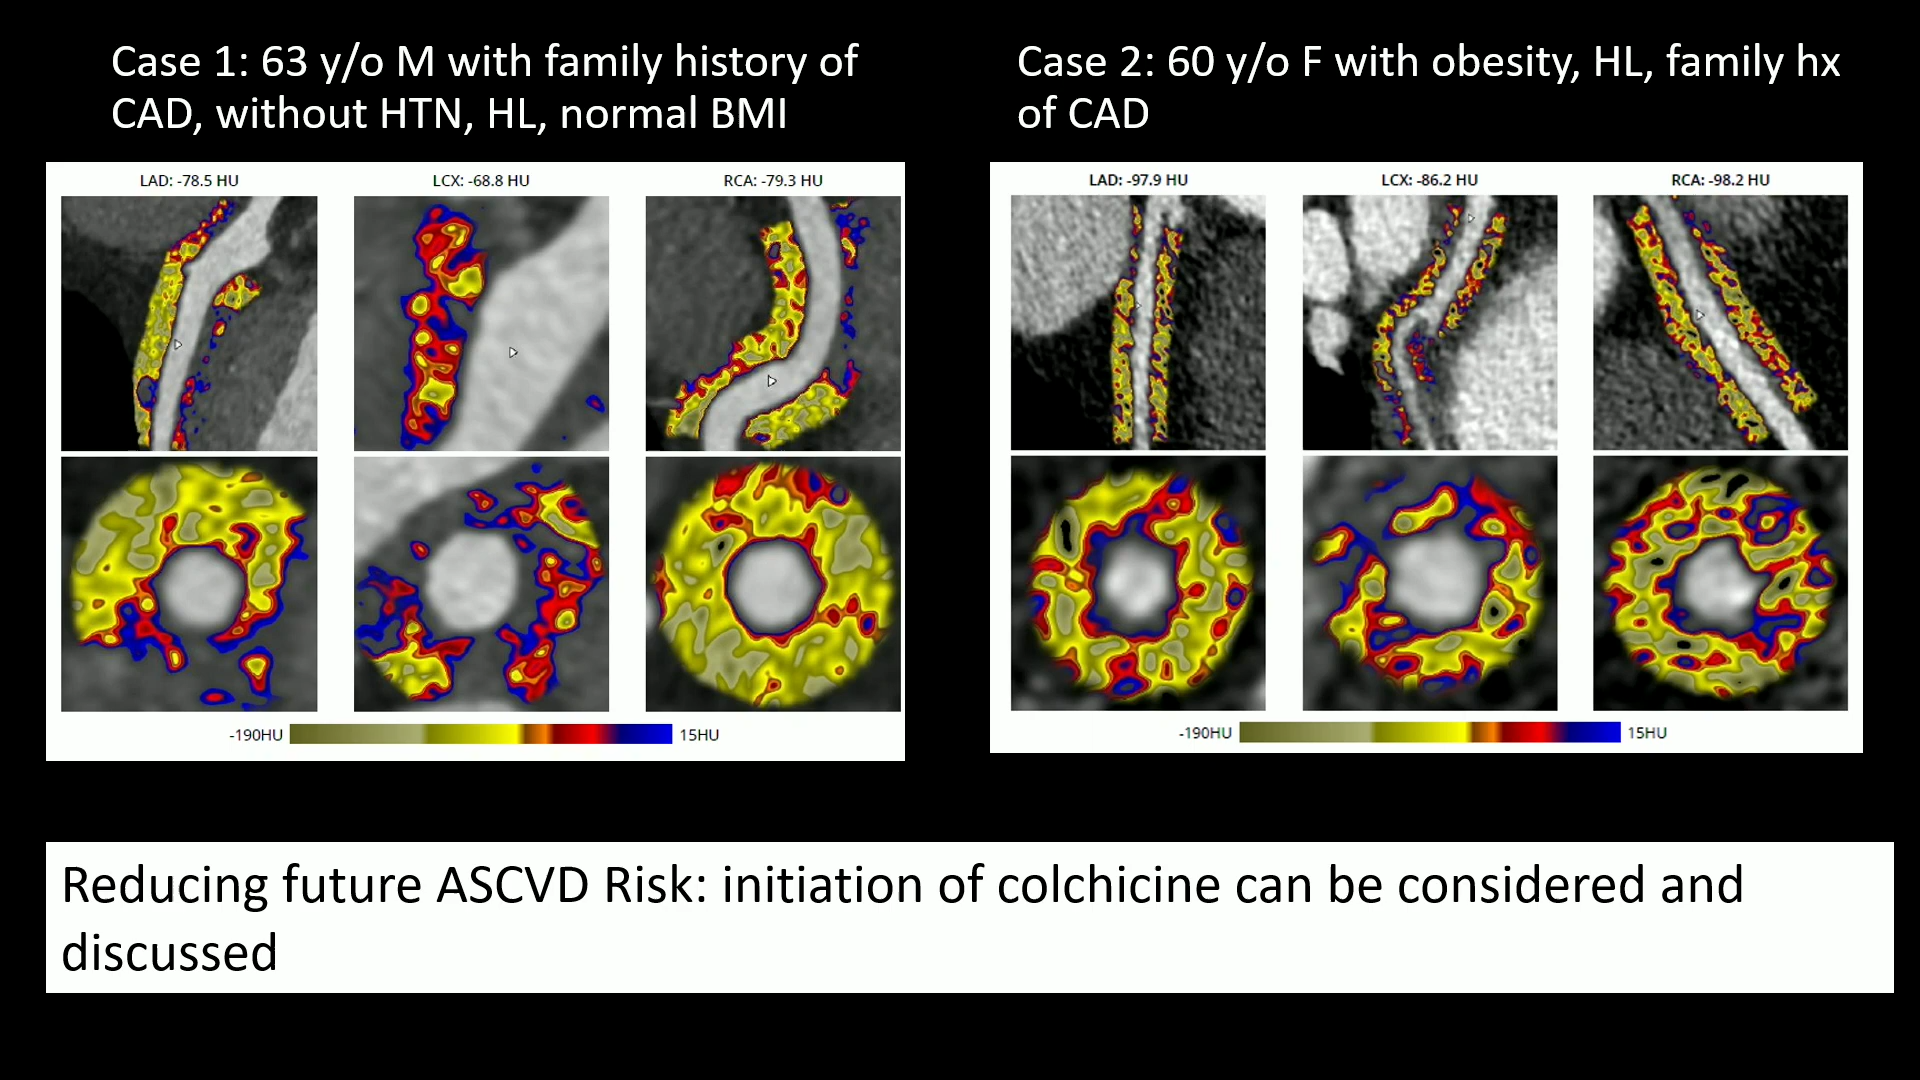 Case 1: 63 y/o M with family history of
CAD, without HTN, HL, normal BMI
LAD: -78.5 HU
LCX: -68.8 HU
RCA: -79.3 HU
-190HU
15HU
Case 2: 60 y/o F with obesity, HL, family hx
of CAD
LAD: -97.9 HU
LCX: -86.2 HU
RCA: -98.2 HU
-190HU
15HU
Reducing future ASCVD Risk: initiation of colchicine can be considered and
discussed